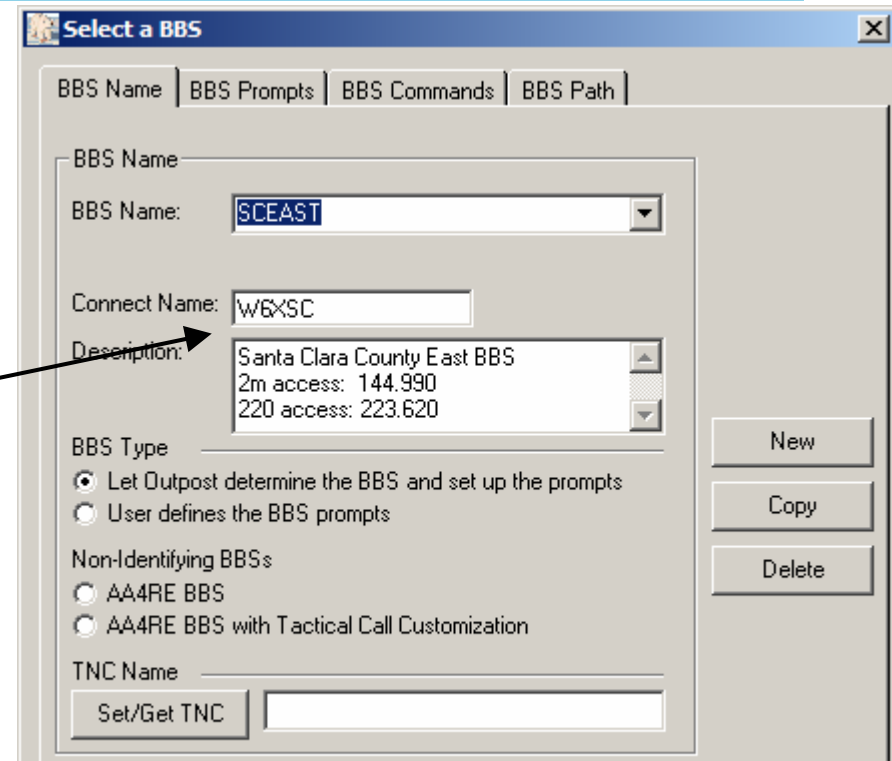 Select a BBS
BBS Name BBS Prompts BBS Commands BBS Path
BBS Name
BBS Name: SCEAST
Connect Name: W6XSC
Description: Santa Clara County East BBS
2m access: 144.990
220 access: 223.620
BBS Type
Let Outpost determine the BBS and set up the prompts
User defines the BBS prompts
Non-Identifying BBSs
AA4RE BBS
AA4RE BBS with Tactical Call Customization
TNC Name
Set/Get TNC
New
Copy
Delete